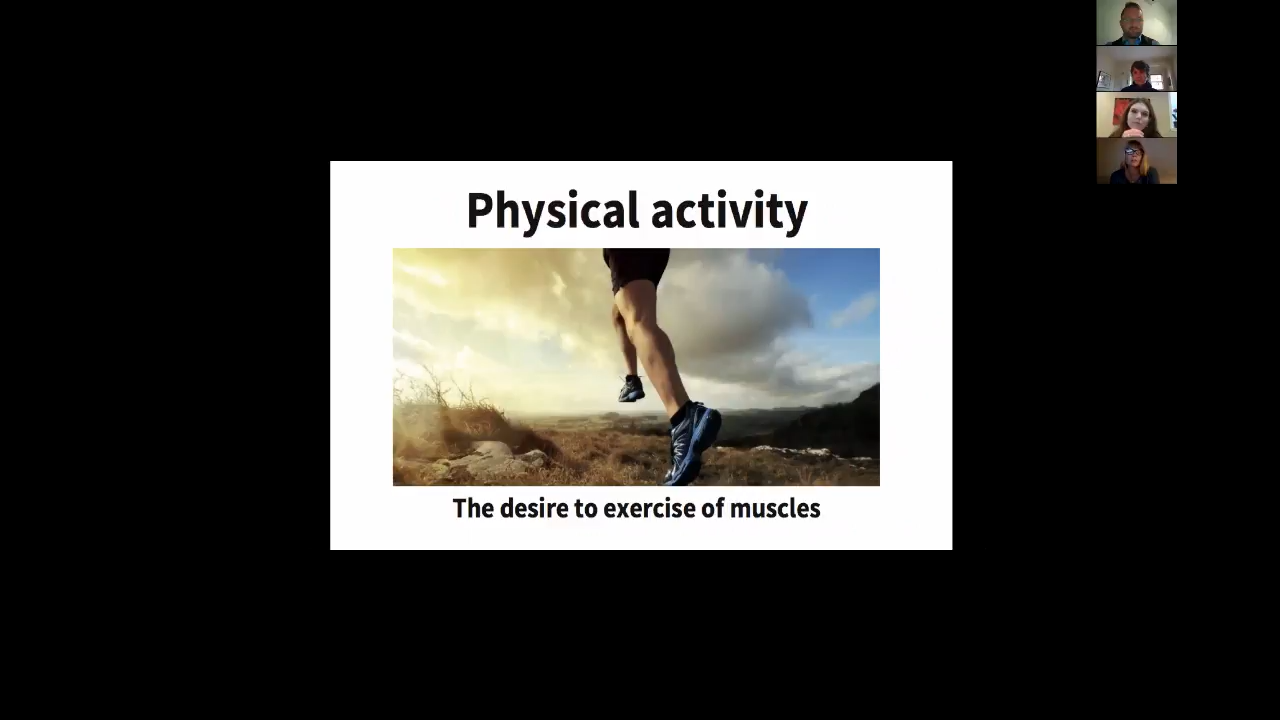 Physical activity
The desire to exercise of muscles